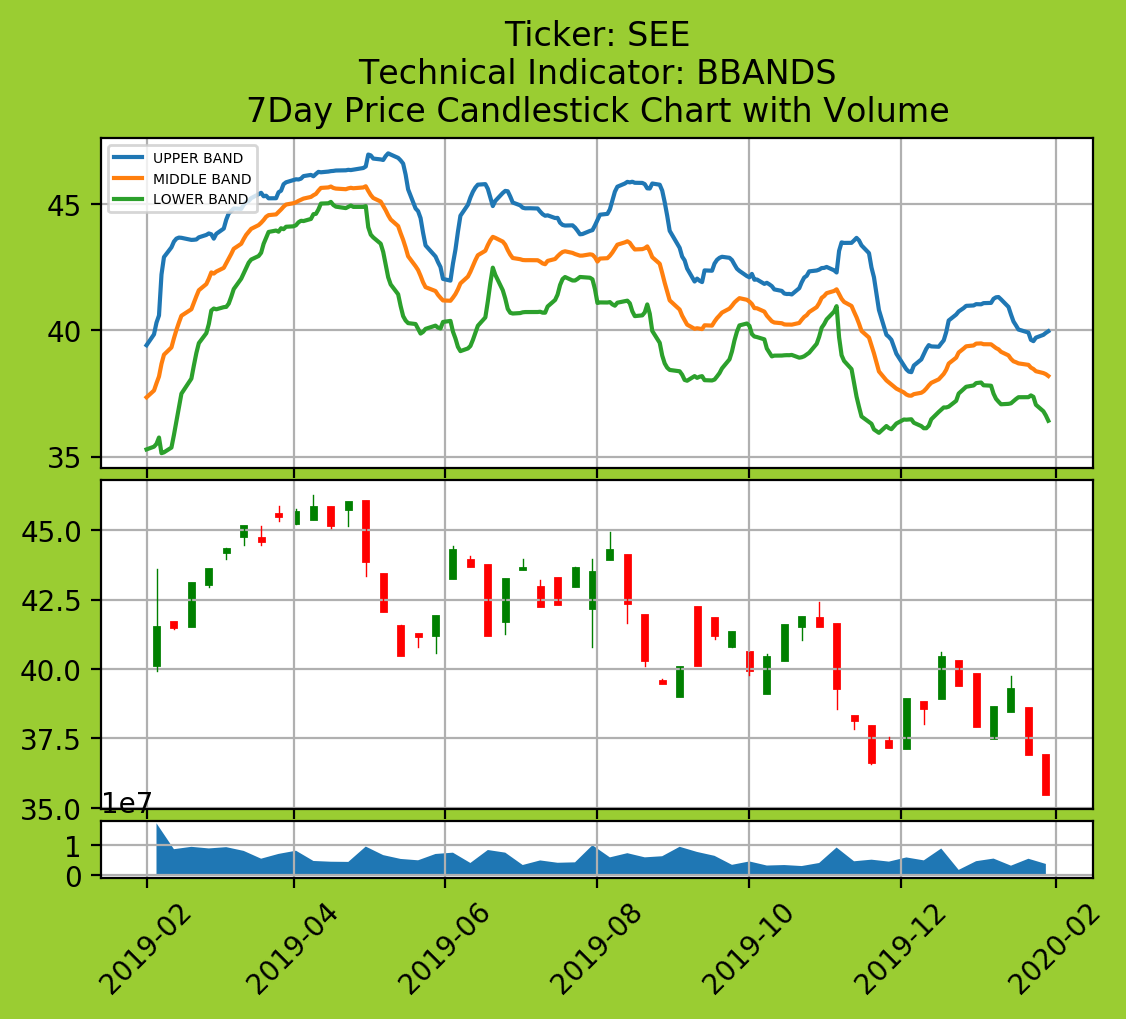 Ticker: SEE
Technical Indicator: BBANDS
7Day Price Candlestick Chart with Volume
UPPER BAND
MIDDLE BAND
LOWER BAND
45
40
35
45.0
42.5
40.0
37.5
35.0
1e7
1
0
2019-02
2019-04
2019-06
2019-08
2019-10
2019-12
2020-02